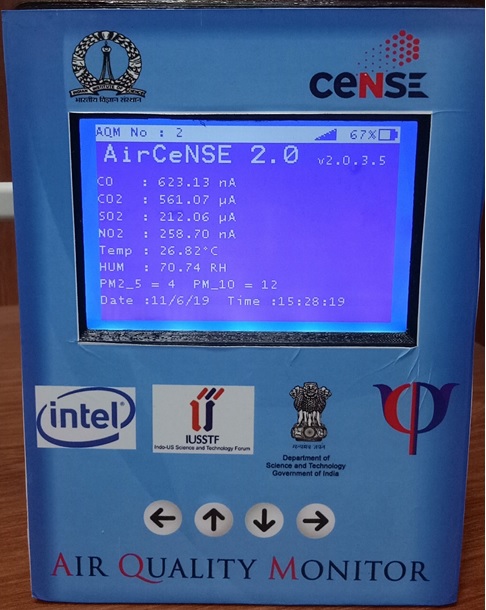 भारतीय विज्ञान संस्थान
CeNSE
AQM No : 2 67%
AirCeNSE 2.0 v2.0.3.5
CO : 623.13 nA
CO2 : 561.07 µA
SO2 : 212.06 µA
NO2 : 258.70 nA
Temp : 26.82°C
HUM : 70.74 RH
PM2_5 = 4 PM_10 = 12
Date :11/6/19 Time :15:28:19
intel
IUSSTF
Indo-US Science and Technology Forum
सत्यमेव जयते
Department of
Science and Technology
Government of India
AIR QUALITY MONITOR